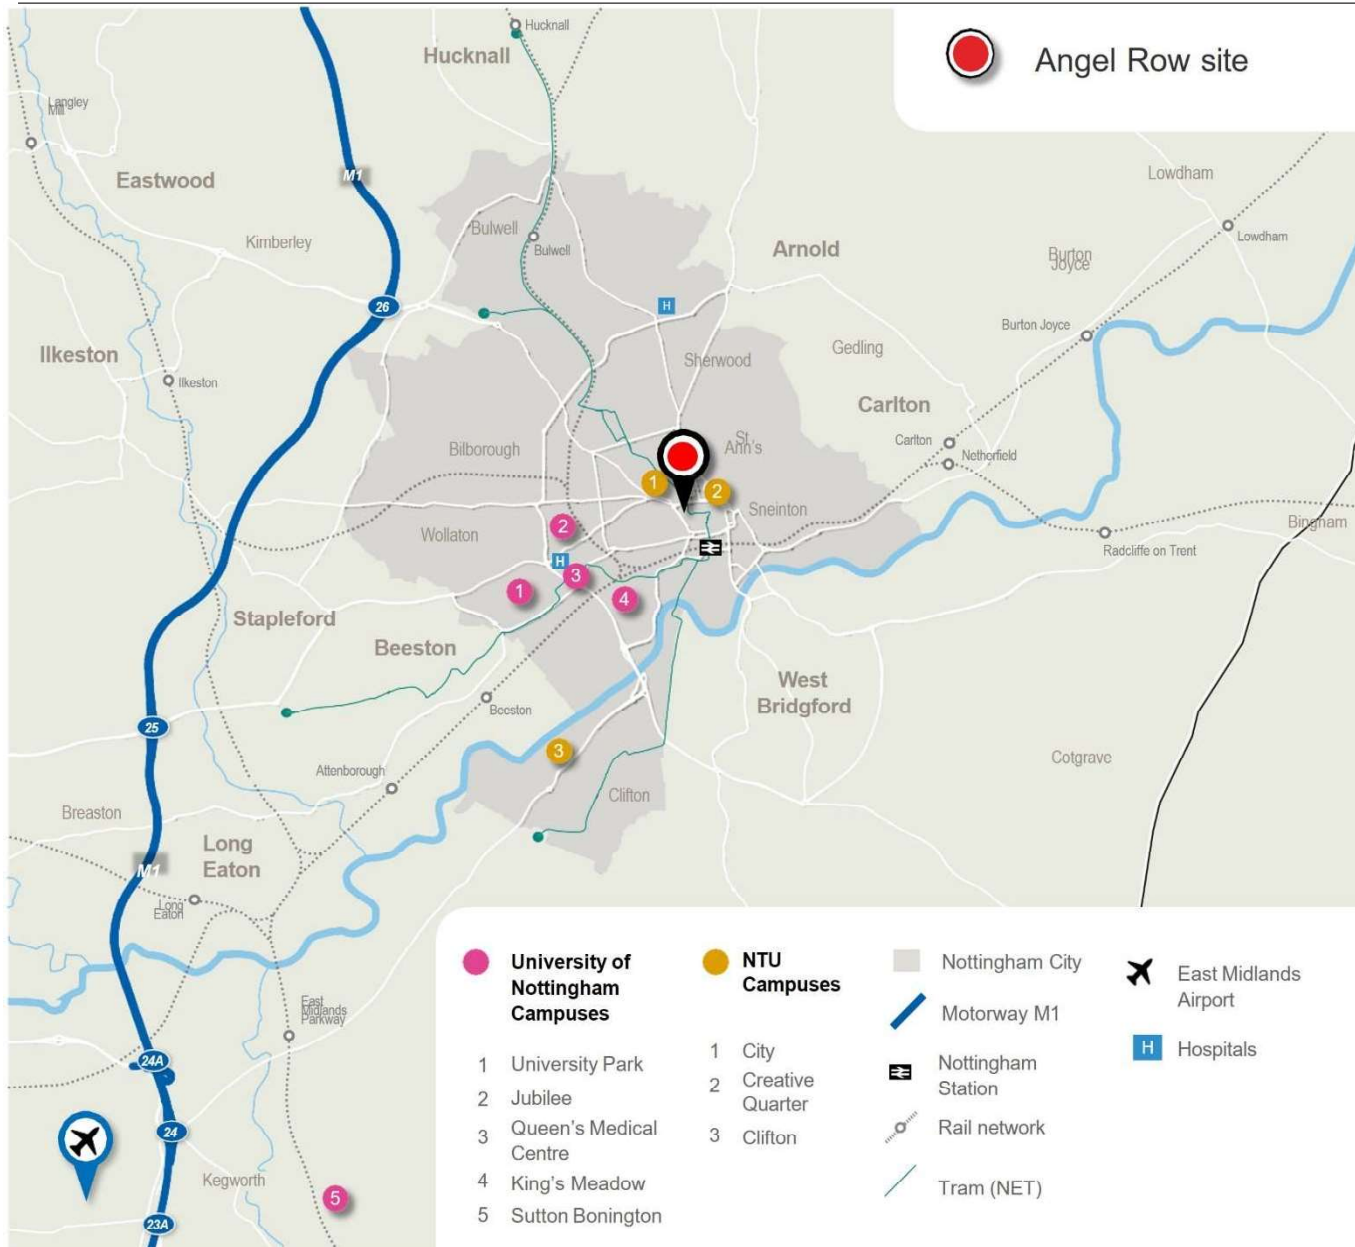 Hucknall
Hucknall
Angel Row site
Langley
Mill
Eastwood
M1
Lowdham
Lowdham
Bulwell
Bulwell
Kimberley
Arnold
Burton
Joyce
26
H
Burton Joyce
Ilkeston
Ilkeston
Sherwood
Gedling
Carlton
Carlton
Netherfield
Bilborough
St
Ann's
1
2
Sneinton
Wollaton
2
Bingham
Radcliffe on Trent
H
3
1
4
Stapleford
Beeston
West
Bridgford
Beeston
25
3
Cotgrave
Attenborough
Clifton
Breaston
Long
Eaton
M1
Long
Eaton
East
Midlands
Parkway
24A
24
Kegworth
5
23A
University of
Nottingham
Campuses
1 University Park
2 Jubilee
3 Queen's Medical
Centre
4 King's Meadow
5 Sutton Bonington
NTU
Campuses
1 City
2 Creative
Quarter
3 Clifton
Nottingham City
Motorway M1
Nottingham
Station
Rail network
Tram (NET)
East Midlands
Airport
H Hospitals